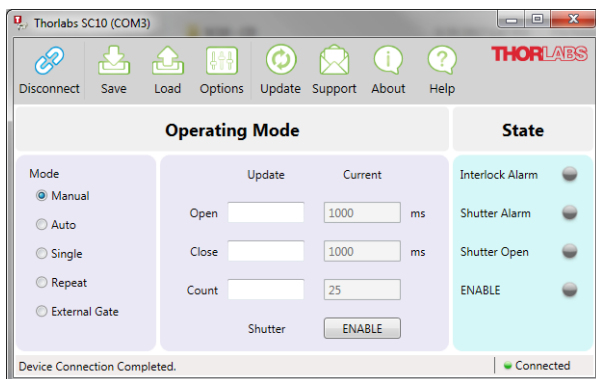 Thorlabs SC10 (COM3)
THORLABS
Disconnect Save Load Options Update Support About Help
Operating Mode State
Mode Update Current Interlock Alarm
Manual
Open 1000 ms Shutter Alarm
Auto
Single Close 1000 ms Shutter Open
Repeat Count 25 ENABLE
External Gate
Shutter ENABLE
Device Connection Completed. Connected